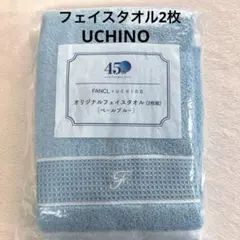 フェイスタオル2枚
UCHINO
45
FANCL × UCHINO
オリジナルフェイスタオル(2枚組)
[ペールブルー]
F